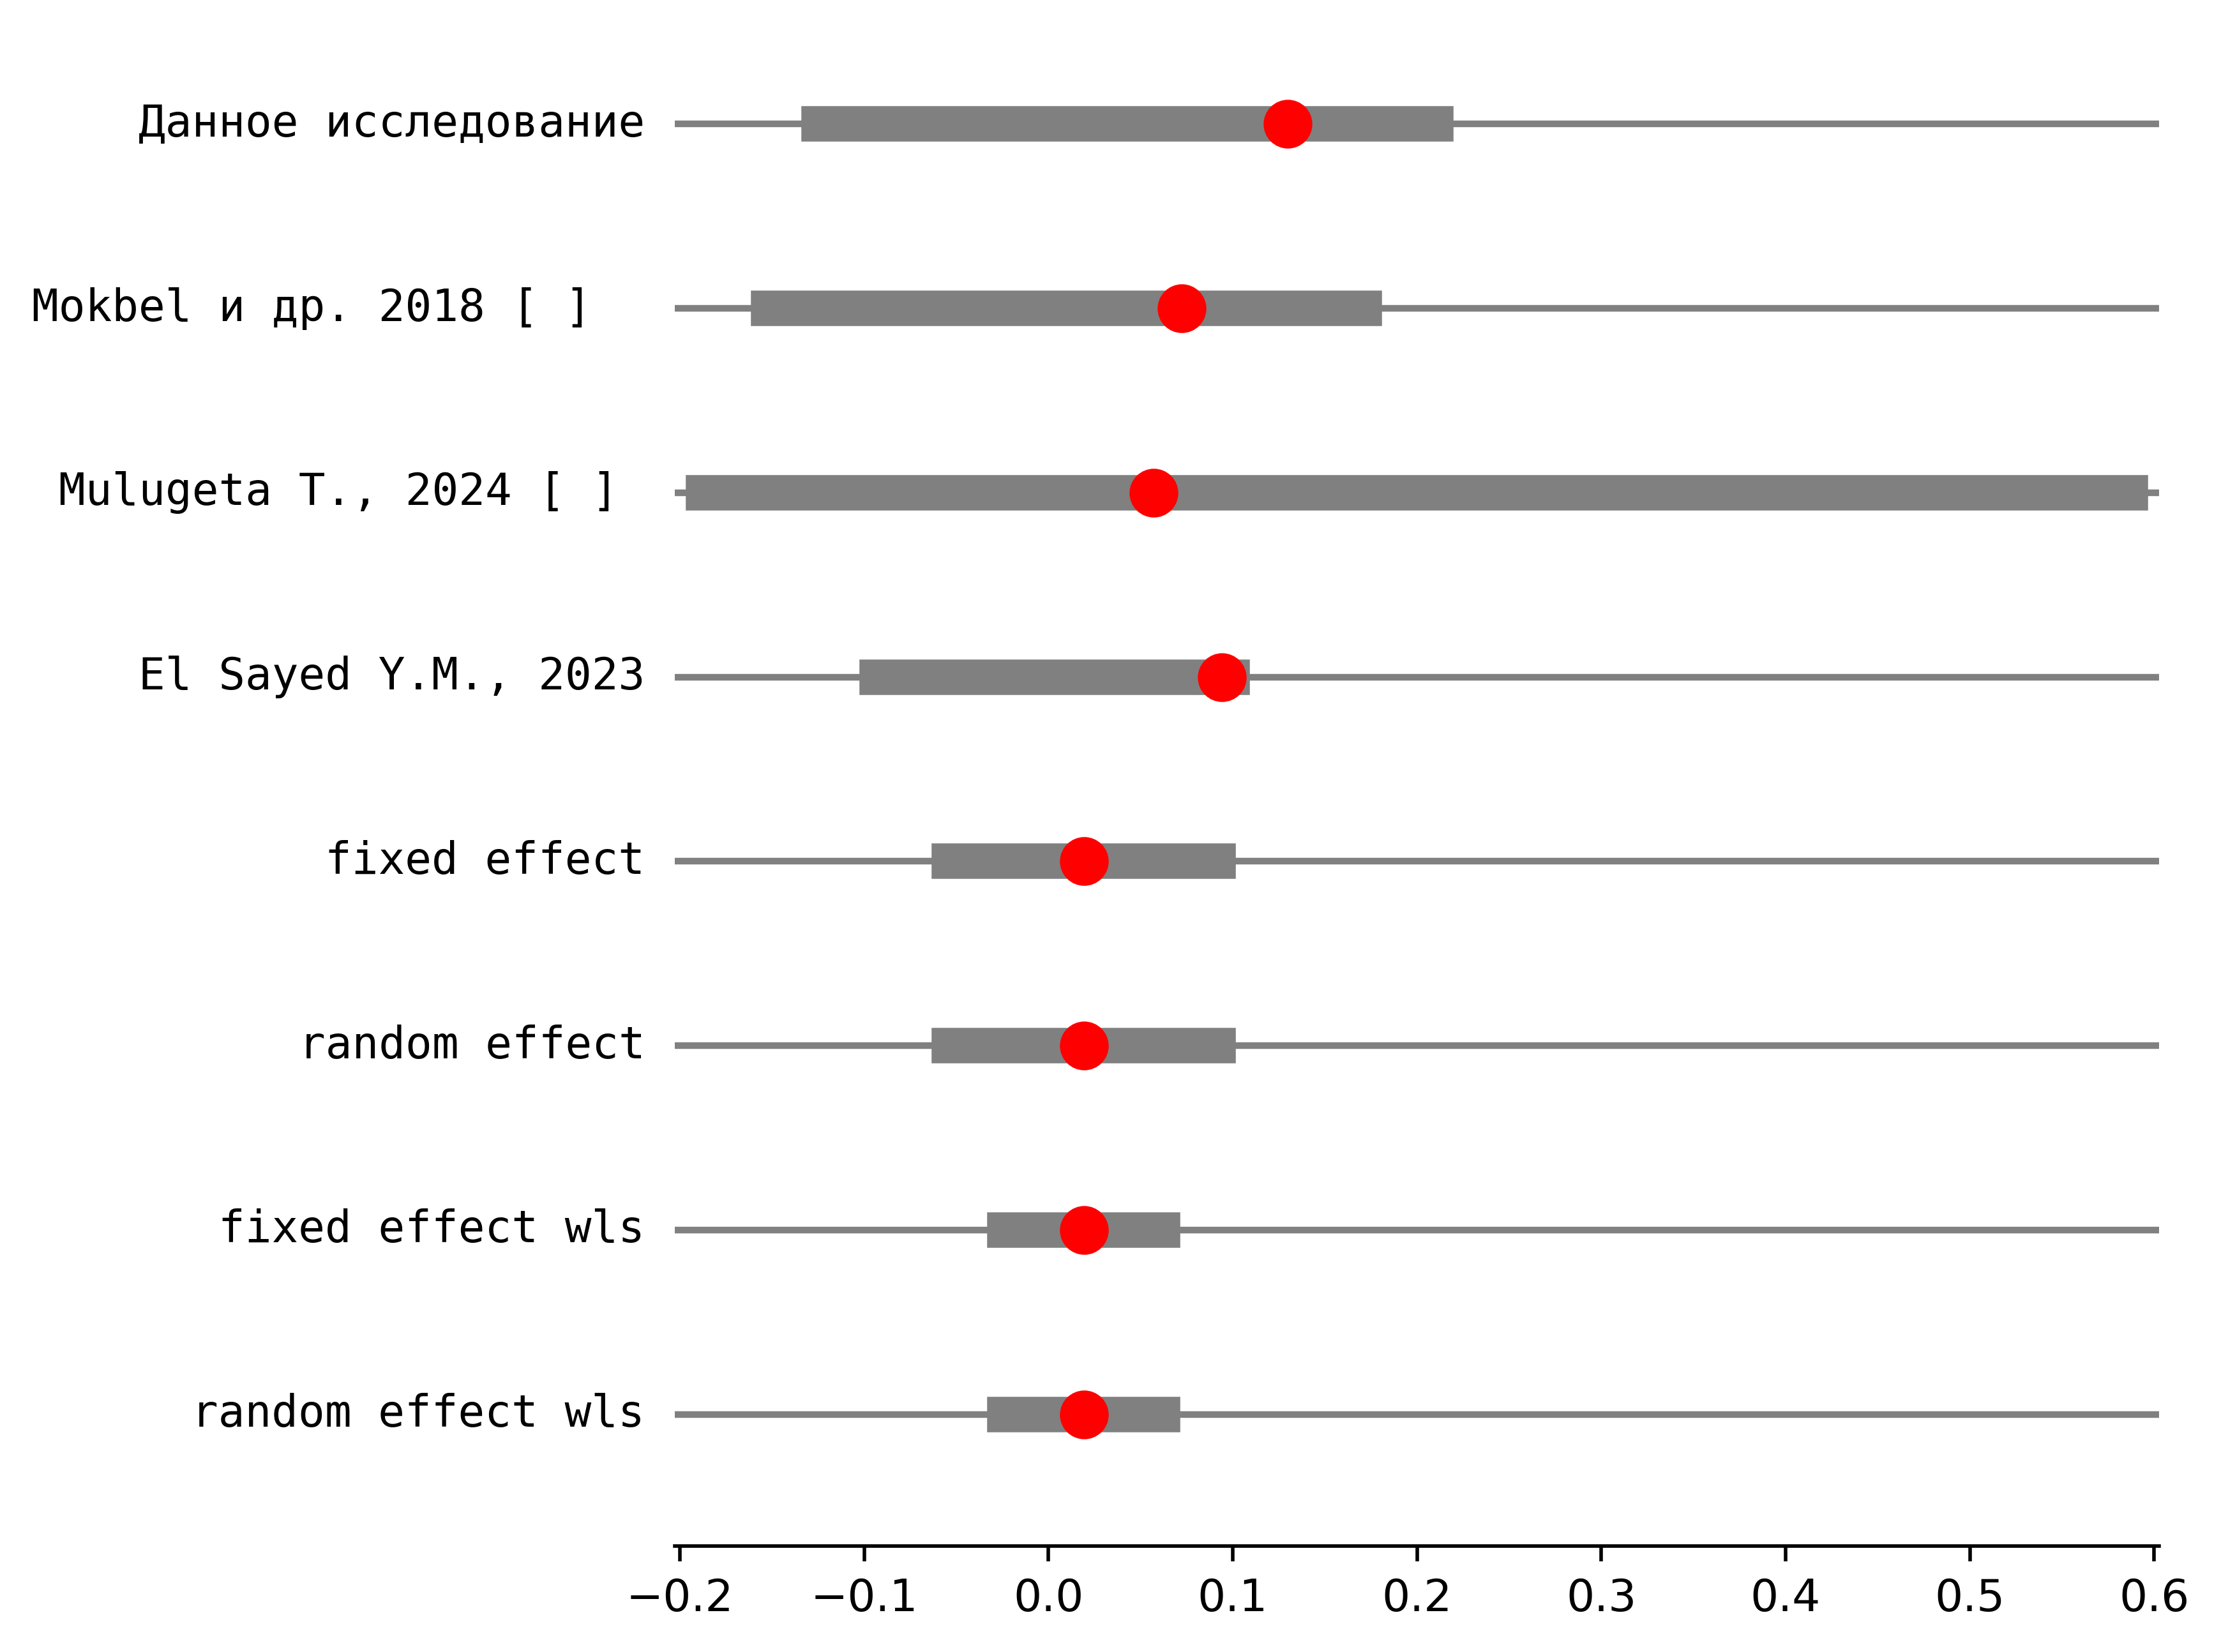 Данное исследование
Mokbel и др. 2018 [ ]
Mulugeta T., 2024 [ ]
El Sayed Y.M., 2023
fixed effect
random effect
fixed effect wls
random effect wls
−0.2 −0.1 0.0 0.1 0.2 0.3 0.4 0.5 0.6